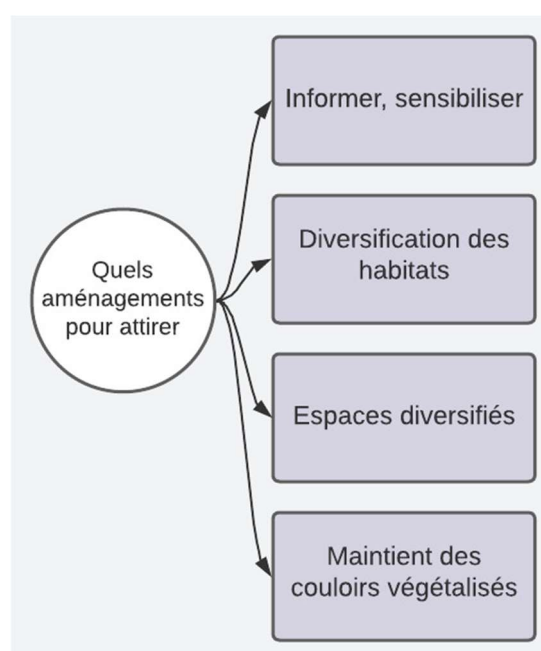 Informer, sensibiliser
Diversification des
habitats
Quels
aménagements
pour attirer
Espaces diversifiés
Maintient des
couloirs végétalisés